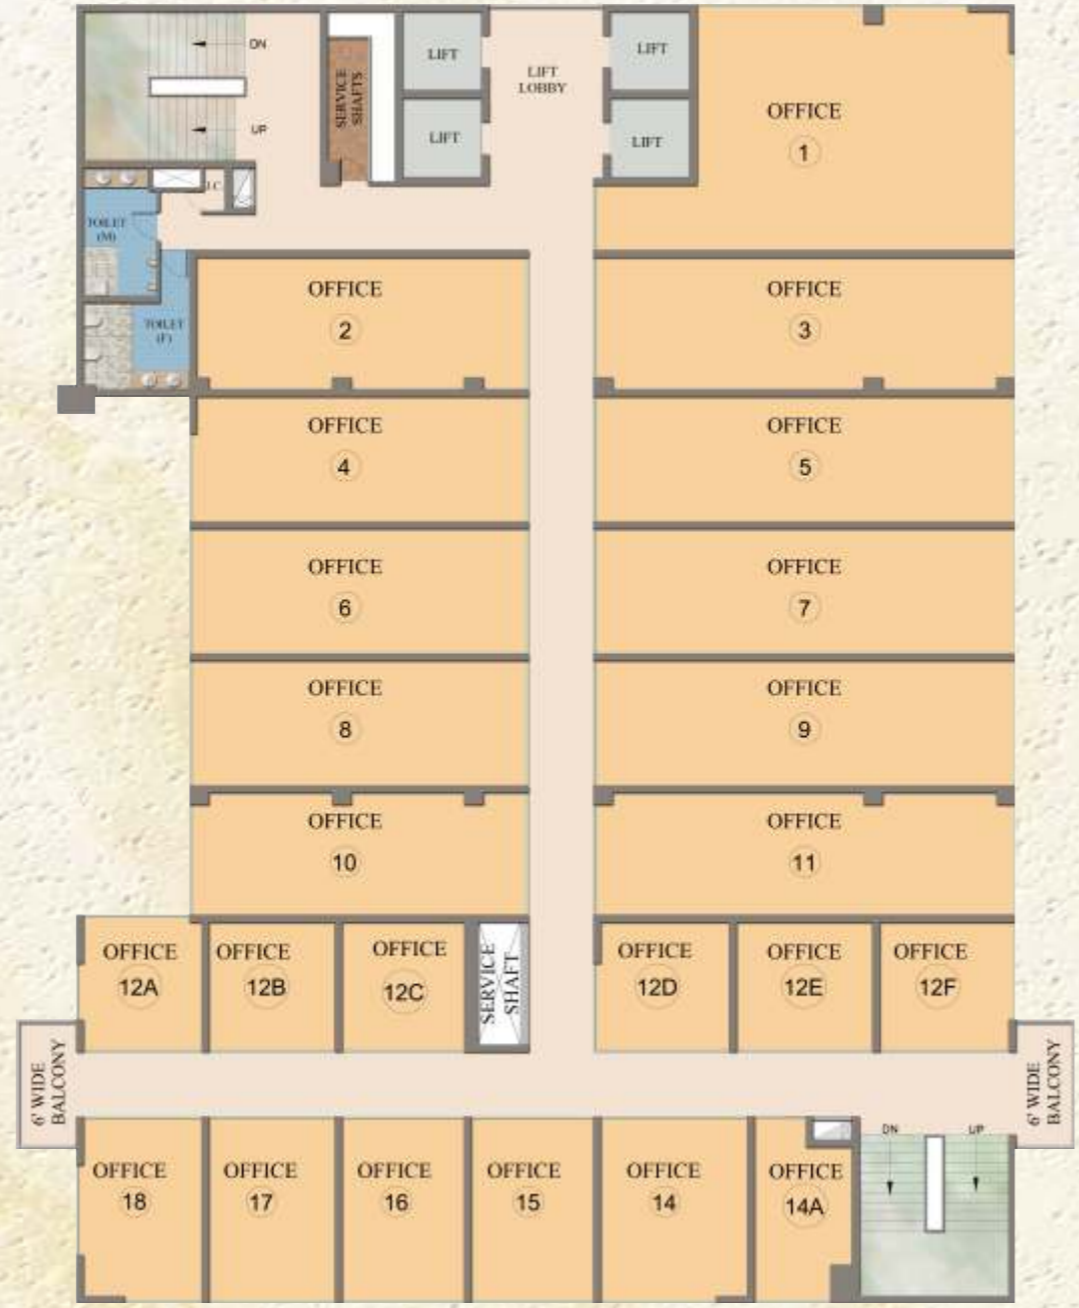 DN
UP
SERVICE
SHAFTS
LIFT
LIFT
LIFT
LOBBY
LIFT
LIFT
OFFICE
1
TOILET
(M)
TOILET
(F)
OFFICE
2
OFFICE
3
OFFICE
4
OFFICE
5
OFFICE
6
OFFICE
7
OFFICE
8
OFFICE
9
OFFICE
10
OFFICE
11
OFFICE
12A
OFFICE
12B
OFFICE
12C
SERVICE
SHAFT
OFFICE
12D
OFFICE
12E
OFFICE
12F
6' WIDE
BALCONY
6' WIDE
BALCONY
OFFICE
18
OFFICE
17
OFFICE
16
OFFICE
15
OFFICE
14
OFFICE
14A
DN
UP